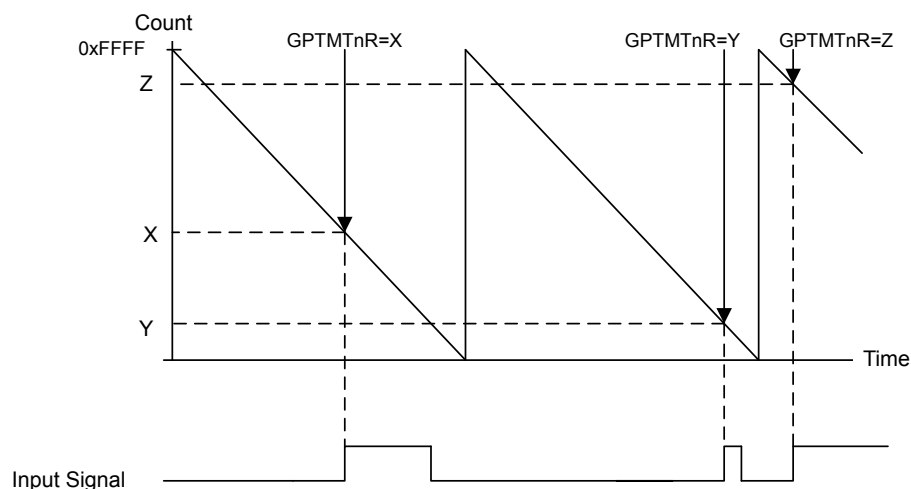 Count
0xFFFF
GPTMTnR=X
GPTMTnR=Y
GPTMTnR=Z
Z
X
Y
Time
Input Signal